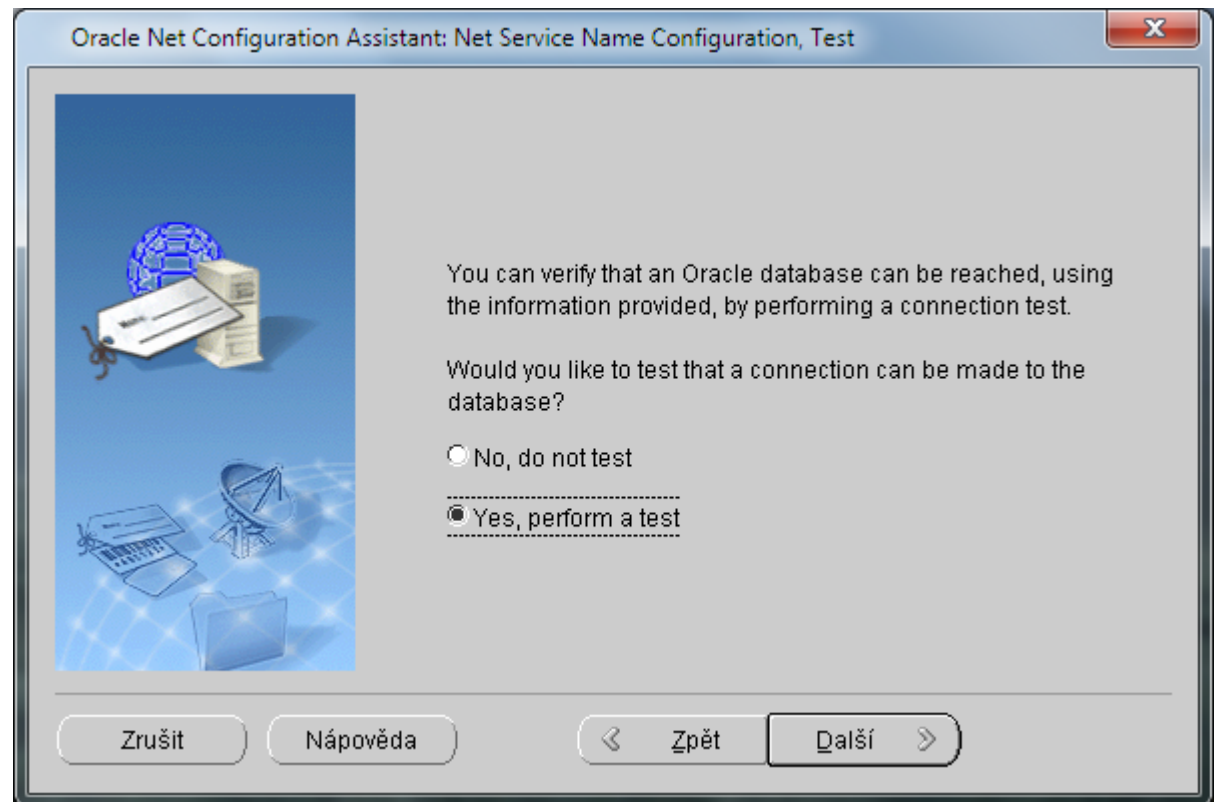 Oracle Net Configuration Assistant: Net Service Name Configuration, Test
You can verify that an Oracle database can be reached, using
the information provided, by performing a connection test.
Would you like to test that a connection can be made to the
database?
No, do not test
Yes, perform a test
Zrušit
Nápověda
Zpět
Další